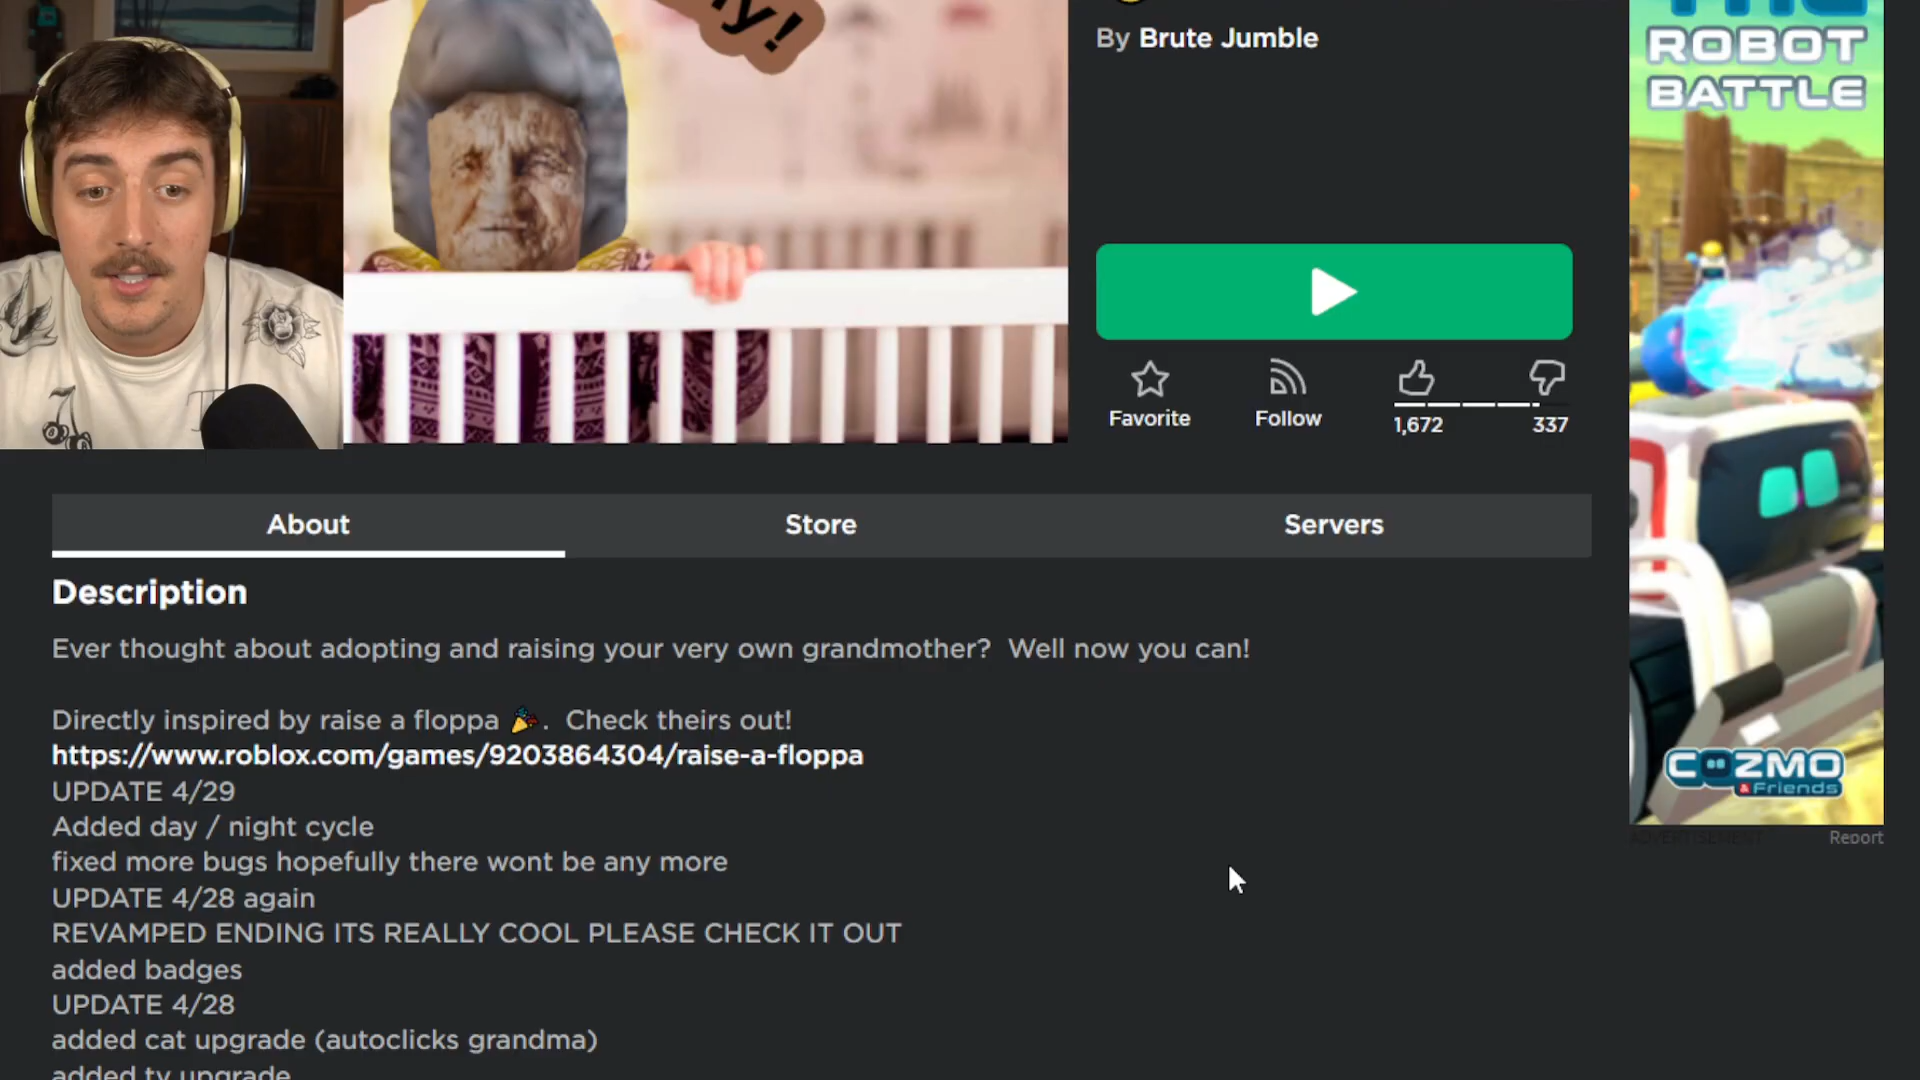 y!
By Brute Jumble
ROBOT
BATTLE
Favorite
Follow
1,672
337
About
Store
Servers
Description
Ever thought about adopting and raising your very own grandmother? Well now you can!
Directly inspired by raise a floppa 🎉. Check theirs out!
https://www.roblox.com/games/9203864304/raise-a-floppa
UPDATE 4/29
Added day / night cycle
fixed more bugs hopefully there wont be any more
UPDATE 4/28 again
REVAMPED ENDING ITS REALLY COOL PLEASE CHECK IT OUT
added badges
UPDATE 4/28
added cat upgrade (autoclicks grandma)
added tv upgrade
COZMO
& Friends
ADVERTISEMENT
Report